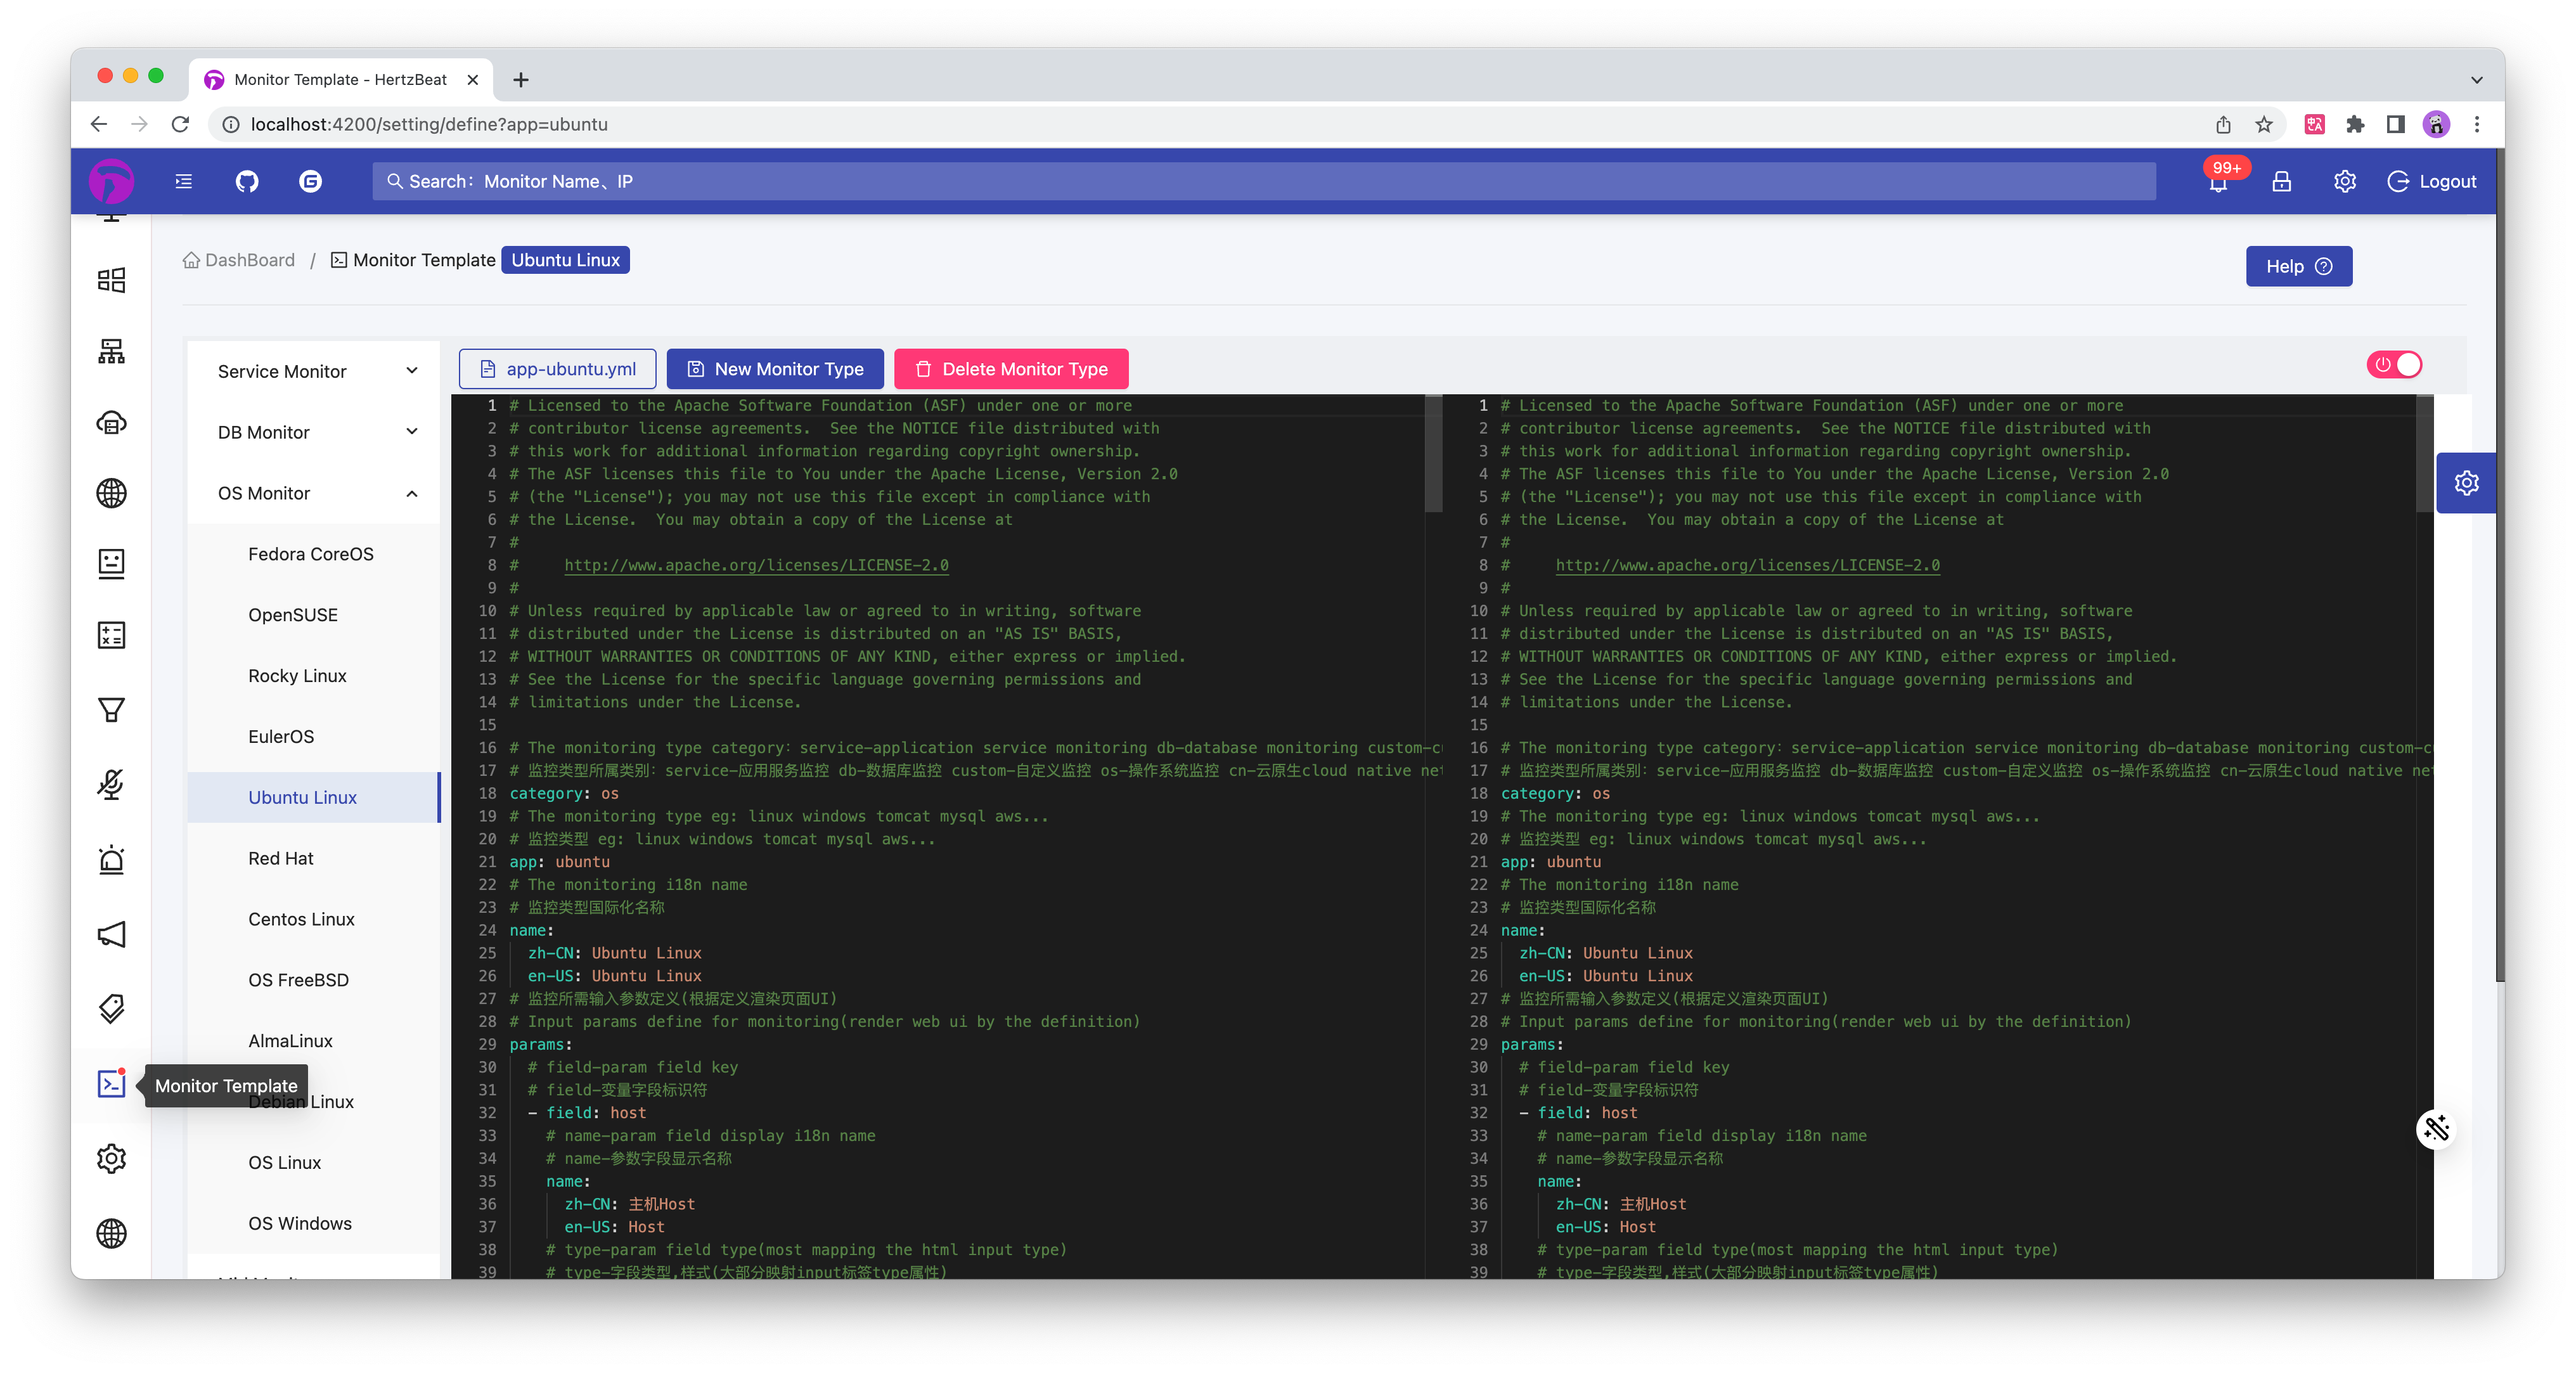 Monitor Template - HertzBeat
localhost:4200/setting/define?app=ubuntu
Search： Monitor Name、IP
99+
Logout
DashBoard / Monitor Template Ubuntu Linux
Help
Service Monitor
DB Monitor
OS Monitor
Fedora CoreOS
OpenSUSE
Rocky Linux
EulerOS
Ubuntu Linux
Red Hat
Centos Linux
OS FreeBSD
AlmaLinux
Monitor Template
Debian Linux
OS Linux
OS Windows
app-ubuntu.yml
New Monitor Type
Delete Monitor Type
1 # Licensed to the Apache Software Foundation (ASF) under one or more
2 # contributor license agreements.  See the NOTICE file distributed with
3 # this work for additional information regarding copyright ownership.
4 # The ASF licenses this file to You under the Apache License, Version 2.0
5 # (the "License"); you may not use this file except in compliance with
6 # the License.  You may obtain a copy of the License at
7 #
8 #     http://www.apache.org/licenses/LICENSE-2.0
9 #
10 # Unless required by applicable law or agreed to in writing, software
11 # distributed under the License is distributed on an "AS IS" BASIS,
12 # WITHOUT WARRANTIES OR CONDITIONS OF ANY KIND, either express or implied.
13 # See the License for the specific language governing permissions and
14 # limitations under the License.
15
16 # The monitoring type category：service-application service monitoring db-database monitoring custom-cu
17 # 监控类型所属类别：service-应用服务监控 db-数据库监控 custom-自定义监控 os-操作系统监控 cn-云原生cloud native net
18 category: os
19 # The monitoring type eg: linux windows tomcat mysql aws...
20 # 监控类型 eg: linux windows tomcat mysql aws...
21 app: ubuntu
22 # The monitoring i18n name
23 # 监控类型国际化名称
24 name:
25   zh-CN: Ubuntu Linux
26   en-US: Ubuntu Linux
27 # 监控所需输入参数定义(根据定义渲染页面UI)
28 # Input params define for monitoring(render web ui by the definition)
29 params:
30   # field-param field key
31   # field-变量字段标识符
32   - field: host
33     # name-param field display i18n name
34     # name-参数字段显示名称
35     name:
36       zh-CN: 主机Host
37       en-US: Host
38     # type-param field type(most mapping the html input type)
39     # type-字段类型,样式(大部分映射input标签type属性)
1 # Licensed to the Apache Software Foundation (ASF) under one or more
2 # contributor license agreements.  See the NOTICE file distributed with
3 # this work for additional information regarding copyright ownership.
4 # The ASF licenses this file to You under the Apache License, Version 2.0
5 # (the "License"); you may not use this file except in compliance with
6 # the License.  You may obtain a copy of the License at
7 #
8 #     http://www.apache.org/licenses/LICENSE-2.0
9 #
10 # Unless required by applicable law or agreed to in writing, software
11 # distributed under the License is distributed on an "AS IS" BASIS,
12 # WITHOUT WARRANTIES OR CONDITIONS OF ANY KIND, either express or implied.
13 # See the License for the specific language governing permissions and
14 # limitations under the License.
15
16 # The monitoring type category：service-application service monitoring db-database monitoring custom-c
17 # 监控类型所属类别：service-应用服务监控 db-数据库监控 custom-自定义监控 os-操作系统监控 cn-云原生cloud native net
18 category: os
19 # The monitoring type eg: linux windows tomcat mysql aws...
20 # 监控类型 eg: linux windows tomcat mysql aws...
21 app: ubuntu
22 # The monitoring i18n name
23 # 监控类型国际化名称
24 name:
25   zh-CN: Ubuntu Linux
26   en-US: Ubuntu Linux
27 # 监控所需输入参数定义(根据定义渲染页面UI)
28 # Input params define for monitoring(render web ui by the definition)
29 params:
30   # field-param field key
31   # field-变量字段标识符
32   - field: host
33     # name-param field display i18n name
34     # name-参数字段显示名称
35     name:
36       zh-CN: 主机Host
37       en-US: Host
38     # type-param field type(most mapping the html input type)
39     # type-字段类型,样式(大部分映射input标签type属性)